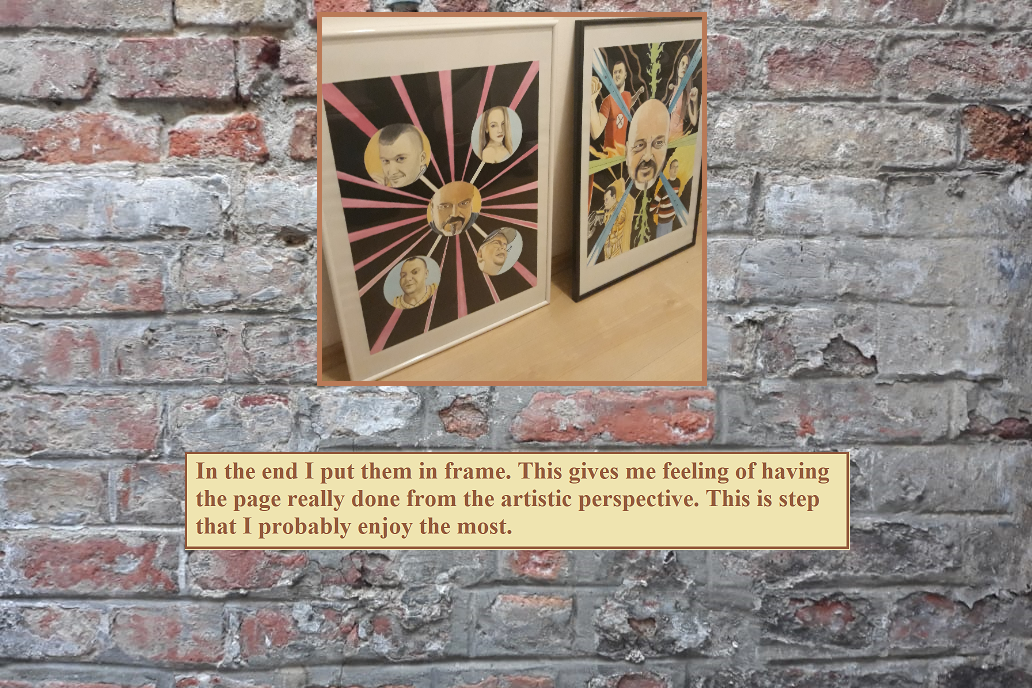 In the end I put them in frame. This gives me feeling of having
the page really done from the artistic perspective. This is step
that I probably enjoy the most.